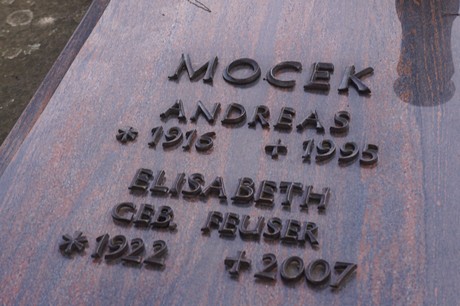 MOCEK
ANDREAS
* 1916 + 1995
ELISABETH
GEB. FEUSER
* 1922 + 2007